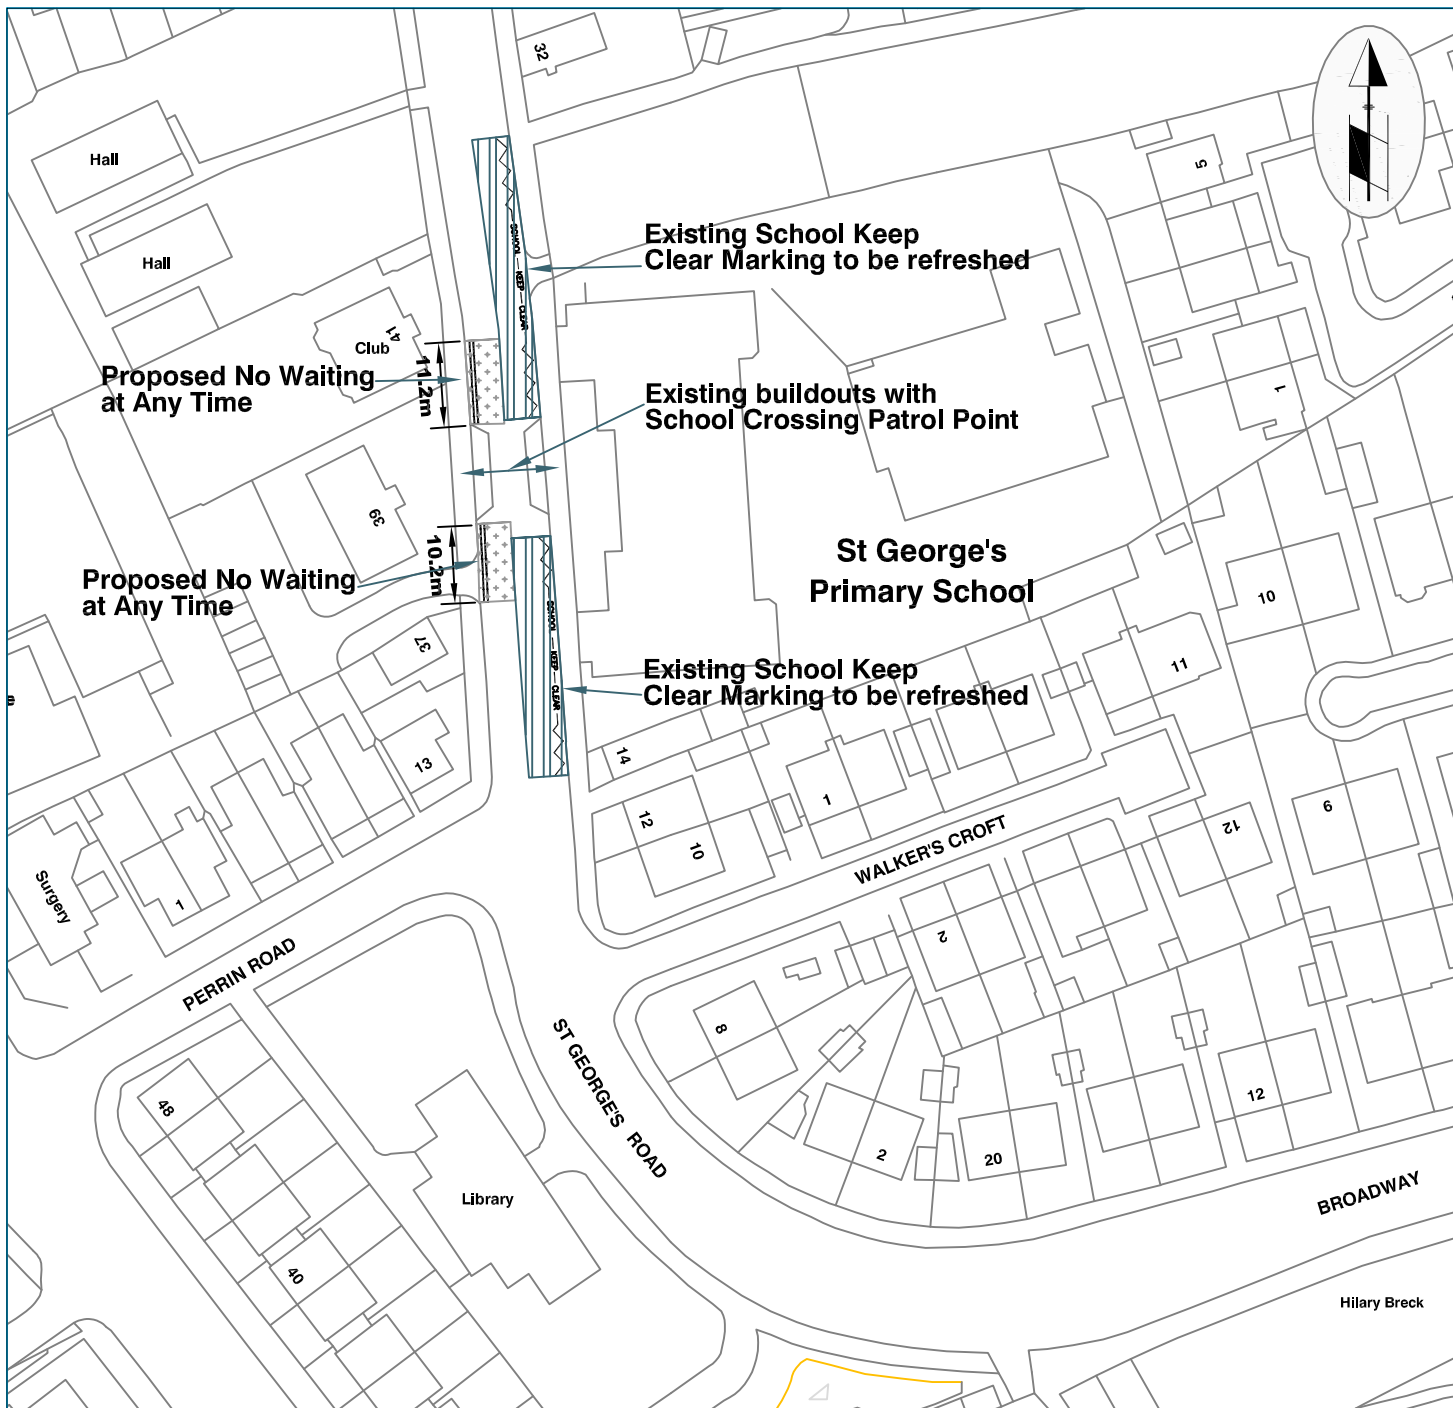 32
Hall
5
Existing School Keep
Clear Marking to be refreshed
SCHOOL — KEEP — CLEAR
Hall
41
Club
11.2m
Proposed No Waiting
at Any Time
Existing buildouts with
School Crossing Patrol Point
1
39
10.2m
Proposed No Waiting
at Any Time
St George's
Primary School
10
37
11
SCHOOL — KEEP — CLEAR
Existing School Keep
Clear Marking to be refreshed
14
13
12
10
1
12
9
WALKER'S CROFT
Surgery
1
2
PERRIN ROAD
8
ST GEORGE'S ROAD
48
2
20
12
BROADWAY
Library
40
Hilary Breck